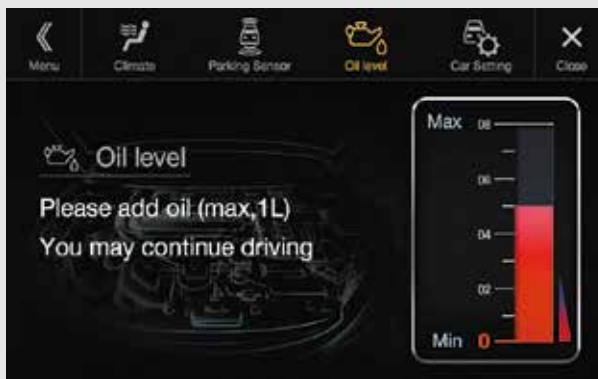 Menu
Climate
Parking Sensor
Oil level
Car Setting
Close
Oil level
Please add oil (max,1L)
You may continue driving
Max 08
06
04
02
Min 0